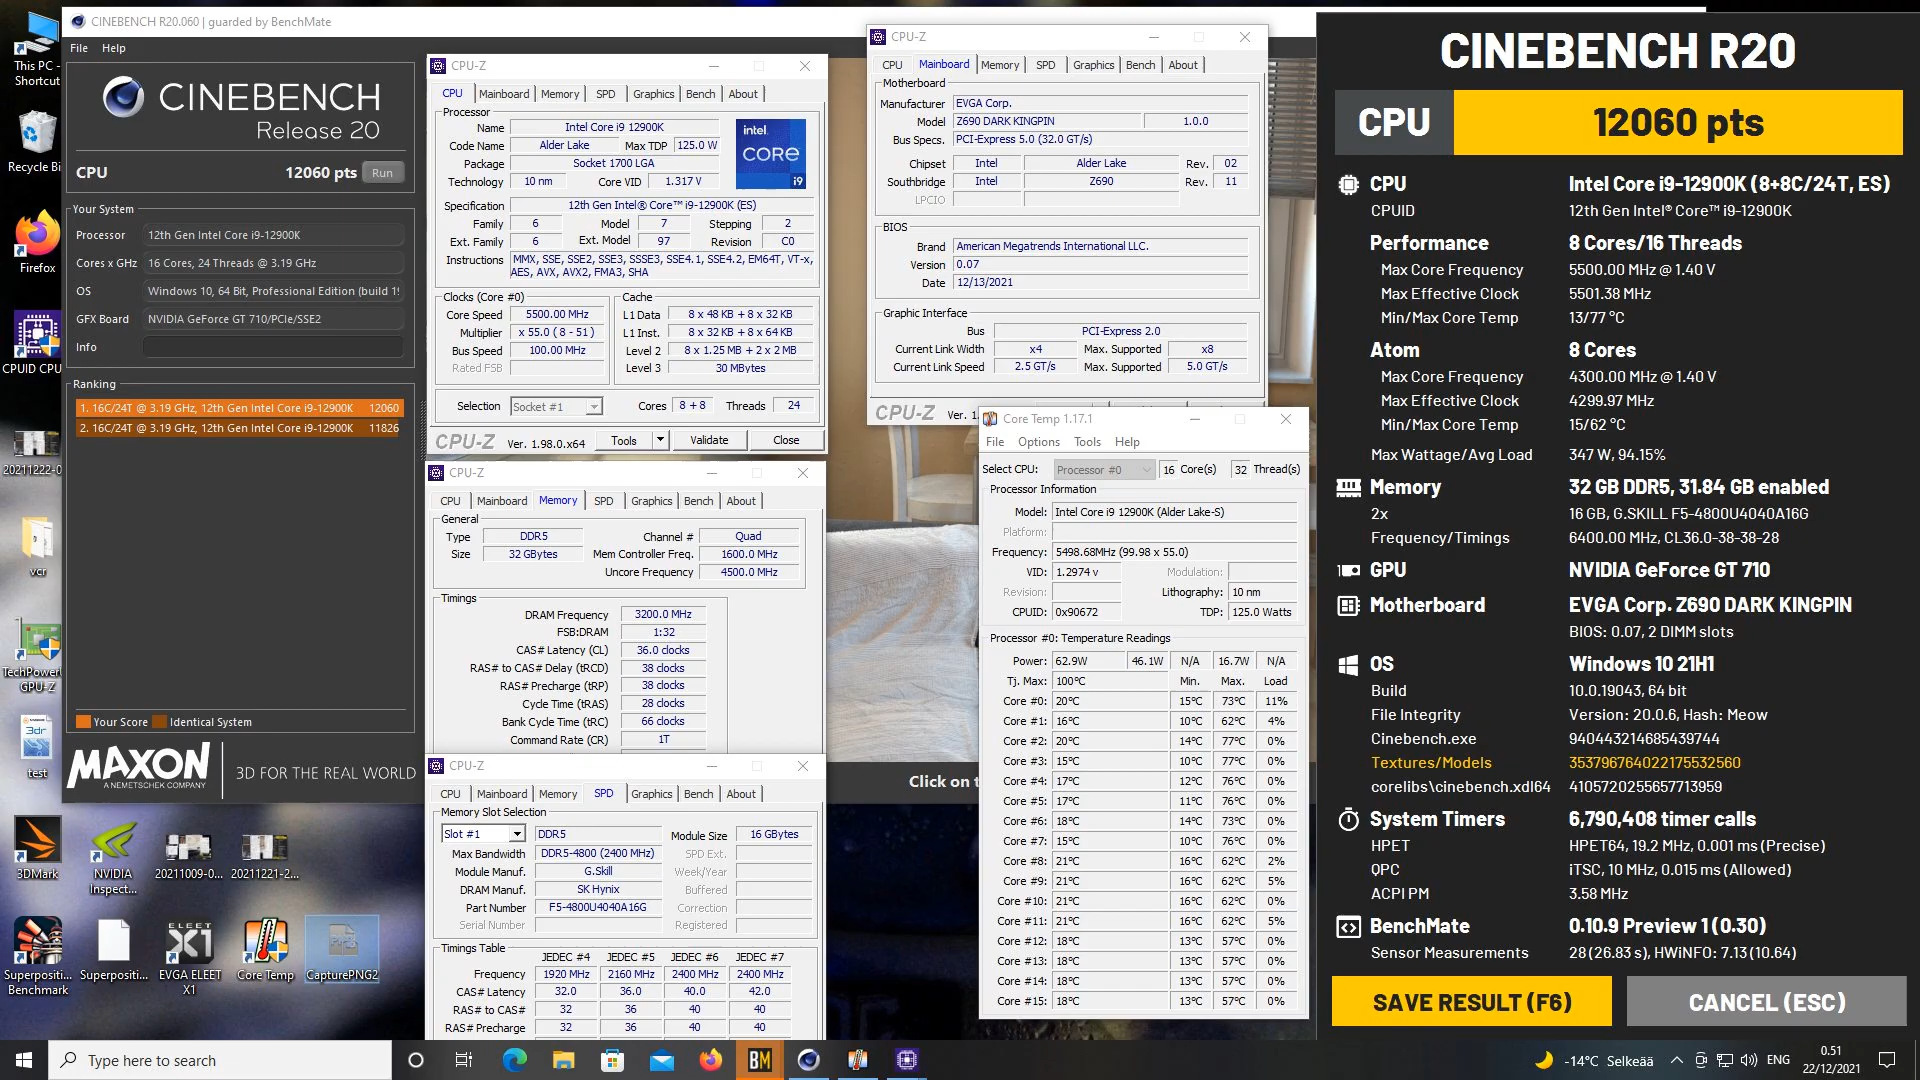 CINEBENCH R20.060 | guarded by BenchMate
File Help
CINEBENCH
Release 20
CPU 12060 pts Run
Your System
Processor 12th Gen Intel Core i9-12900K
Cores x GHz 16 Cores, 24 Threads @ 3.19 GHz
OS Windows 10, 64 Bit, Professional Edition (build 19
GFX Board NVIDIA GeForce GT 710/PCIe/SSE2
Info
Ranking
1. 16C/24T @ 3.19 GHz, 12th Gen Intel Core i9-12900K 12060
2. 16C/24T @ 3.19 GHz, 12th Gen Intel Core i9-12900K 11826
Your Score Identical System
MAXON
A NEMETSCHEK COMPANY
3D FOR THE REAL WORLD
This PC -
Shortcut
Recycle Bi
Firefox
CPUID CPU
20211222-0
vcr
TechPower
GPU-Z
3dr
test
3DMark
NVIDIA
Inspect...
20211009-0...
20211221-2...
Superpositi...
Benchmark
Superpositi...
ELEET
X1
EVGA ELEET
X1
Core Temp
CapturePNG2
CPU-Z
CPU Mainboard Memory SPD Graphics Bench About
Processor
Name Intel Core i9 12900K
Code Name Alder Lake Max TDP 125.0 W
Package Socket 1700 LGA
Technology 10 nm Core VID 1.317 V
intel.
CORE
i9
Specification 12th Gen Intel® Core™ i9-12900K (ES)
Family 6 Model 7 Stepping 2
Ext. Family 6 Ext. Model 97 Revision C0
Instructions MMX, SSE, SSE2, SSE3, SSSE3, SSE4.1, SSE4.2, EM64T, VT-x,
AES, AVX, AVX2, FMA3, SHA
Clocks (Core #0) Cache
Core Speed 5500.00 MHz L1 Data 8 x 48 KB + 8 x 32 KB
Multiplier x 55.0 ( 8 - 51 ) L1 Inst. 8 x 32 KB + 8 x 64 KB
Bus Speed 100.00 MHz Level 2 8 x 1.25 MB + 2 x 2 MB
Rated FSB Level 3 30 MBytes
Selection Socket #1 Cores 8 + 8 Threads 24
CPU-Z Ver. 1.98.0.x64 Tools Validate Close
CPU-Z
CPU Mainboard Memory SPD Graphics Bench About
General
Type DDR5 Channel # Quad
Size 32 GBytes Mem Controller Freq. 1600.0 MHz
Uncore Frequency 4500.0 MHz
Timings
DRAM Frequency 3200.0 MHz
FSB:DRAM 1:32
CAS# Latency (CL) 36.0 clocks
RAS# to CAS# Delay (tRCD) 38 clocks
RAS# Precharge (tRP) 38 clocks
Cycle Time (tRAS) 28 clocks
Bank Cycle Time (tRC) 66 clocks
Command Rate (CR) 1T
CPU-Z
CPU Mainboard Memory SPD Graphics Bench About
Memory Slot Selection
Slot #1 DDR5 Module Size 16 GBytes
Max Bandwidth DDR5-4800 (2400 MHz) SPD Ext.
Module Manuf. G.Skill Week/Year
DRAM Manuf. SK Hynix Buffered
Part Number F5-4800U4040A16G Correction
Serial Number Registered
Timings Table
JEDEC #4 JEDEC #5 JEDEC #6 JEDEC #7
Frequency 1920 MHz 2160 MHz 2400 MHz 2400 MHz
CAS# Latency 32.0 36.0 40.0 42.0
RAS# to CAS# 32 36 40 40
RAS# Precharge 32 36 40 40
CPU-Z
CPU Mainboard Memory SPD Graphics Bench About
Motherboard
Manufacturer EVGA Corp.
Model Z690 DARK KINGPIN 1.0.0
Bus Specs. PCI-Express 5.0 (32.0 GT/s)
Chipset Intel Alder Lake Rev. 02
Southbridge Intel Z690 Rev. 11
LPCIO
BIOS
Brand American Megatrends International LLC.
Version 0.07
Date 12/13/2021
Graphic Interface
Bus PCI-Express 2.0
Current Link Width x4 Max. Supported x8
Current Link Speed 2.5 GT/s Max. Supported 5.0 GT/s
CPU-Z Ver. 1.
Click on t
Core Temp 1.17.1
File Options Tools Help
Select CPU: Processor #0 16 Core(s) 32 Thread(s)
Processor Information
Model: Intel Core i9 12900K (Alder Lake-S)
Platform:
Frequency: 5498.68MHz (99.98 x 55.0)
VID: 1.2974 v Modulation:
Revision: Lithography: 10 nm
CPUID: 0x90672 TDP: 125.0 Watts
Processor #0: Temperature Readings
Power: 62.9W 46.1W N/A 16.7W N/A
Tj. Max: 100°C Min. Max. Load
Core #0: 20°C 15°C 73°C 11%
Core #1: 16°C 10°C 62°C 4%
Core #2: 20°C 14°C 77°C 0%
Core #3: 15°C 10°C 77°C 0%
Core #4: 17°C 12°C 76°C 0%
Core #5: 17°C 11°C 76°C 0%
Core #6: 18°C 14°C 73°C 0%
Core #7: 15°C 10°C 76°C 0%
Core #8: 21°C 16°C 62°C 2%
Core #9: 21°C 16°C 62°C 5%
Core #10: 21°C 16°C 62°C 0%
Core #11: 21°C 16°C 62°C 5%
Core #12: 18°C 13°C 57°C 0%
Core #13: 18°C 13°C 57°C 0%
Core #14: 18°C 13°C 57°C 0%
Core #15: 18°C 13°C 57°C 0%
CINEBENCH R20
CPU 12060 pts
CPU Intel Core i9-12900K (8+8C/24T, ES)
CPUID 12th Gen Intel® Core™ i9-12900K
Performance 8 Cores/16 Threads
Max Core Frequency 5500.00 MHz @ 1.40 V
Max Effective Clock 5501.38 MHz
Min/Max Core Temp 13/77 °C
Atom 8 Cores
Max Core Frequency 4300.00 MHz @ 1.40 V
Max Effective Clock 4299.97 MHz
Min/Max Core Temp 15/62 °C
Max Wattage/Avg Load 347 W, 94.15%
Memory 32 GB DDR5, 31.84 GB enabled
2x 16 GB, G.SKILL F5-4800U4040A16G
Frequency/Timings 6400.00 MHz, CL36.0-38-38-28
GPU NVIDIA GeForce GT 710
Motherboard EVGA Corp. Z690 DARK KINGPIN
BIOS: 0.07, 2 DIMM slots
OS Windows 10 21H1
Build 10.0.19043, 64 bit
File Integrity Version: 20.0.6, Hash: Meow
Cinebench.exe 940443214685439744
Textures/Models 353796764022175532560
corelibs\cinebench.xdl64 4105720255657713959
System Timers 6,790,408 timer calls
HPET HPET64, 19.2 MHz, 0.001 ms (Precise)
QPC iTSC, 10 MHz, 0.015 ms (Allowed)
ACPI PM 3.58 MHz
BenchMate 0.10.9 Preview 1 (0.30)
Sensor Measurements 28 (26.83 s), HWiNFO: 7.13 (10.64)
SAVE RESULT (F6) CANCEL (ESC)
Type here to search
BM
-14°C Selkeää ENG
0.51
22/12/2021